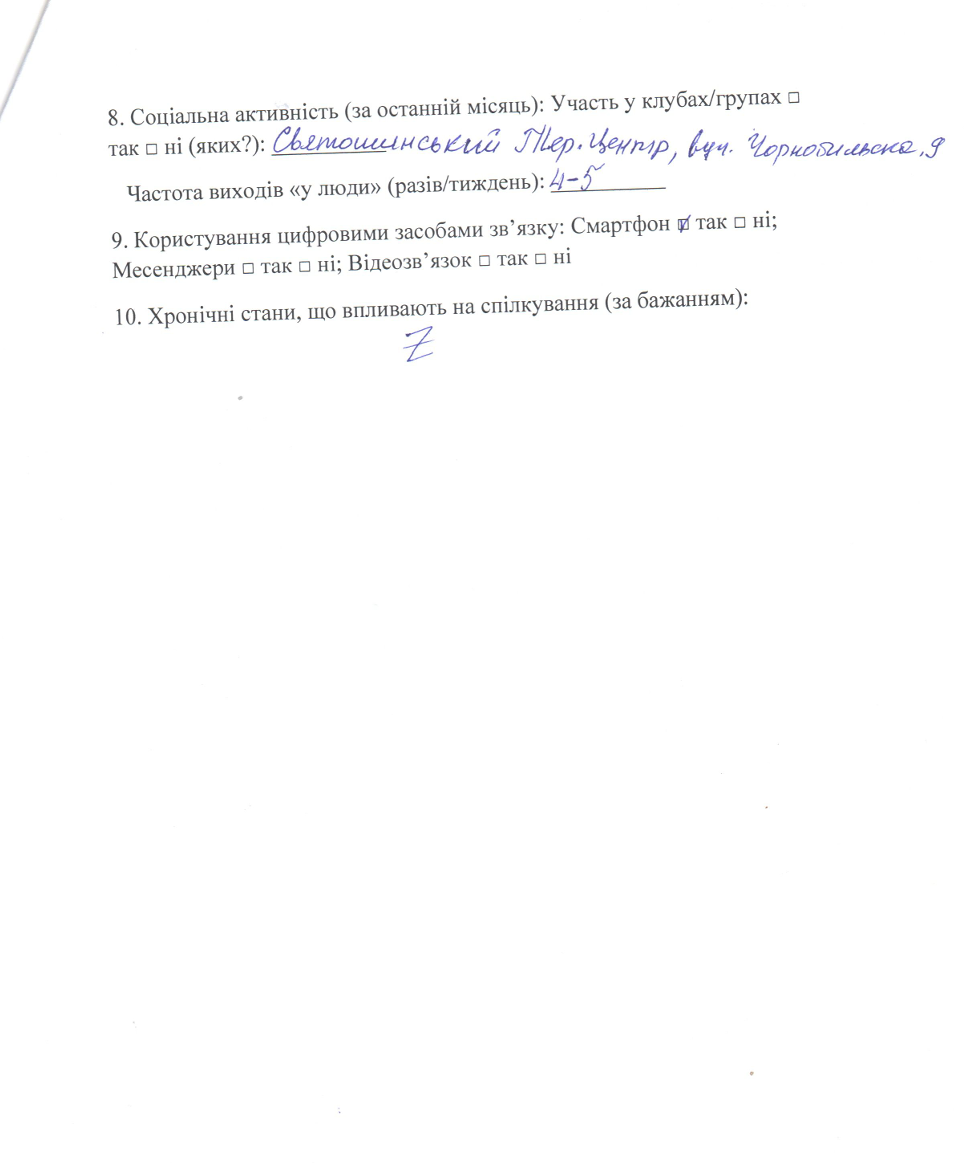 8. Соціальна активність (за останній місяць): Участь у клубах/групах □
так □ ні (яких?): Святошинський Тер. Центр, вул. Чорнобильська, 9
Частота виходів «у люди» (разів/тиждень): 4-5
9. Користування цифровими засобами зв’язку: Смартфон ☑ так □ ні;
Месенджери □ так □ ні; Відеозв’язок □ так □ ні
10. Хронічні стани, що впливають на спілкування (за бажанням):
Z